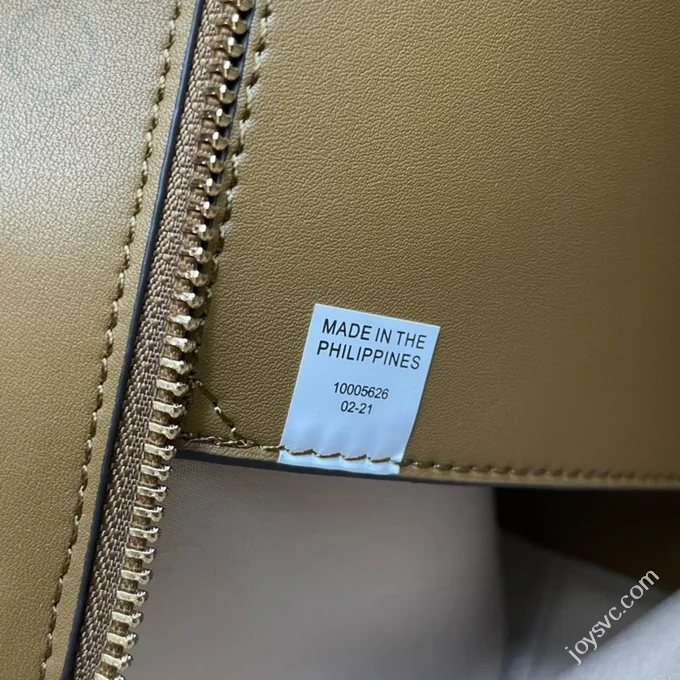 MADE IN THE
PHILIPPINES
10005626
02-21
joysvc.com